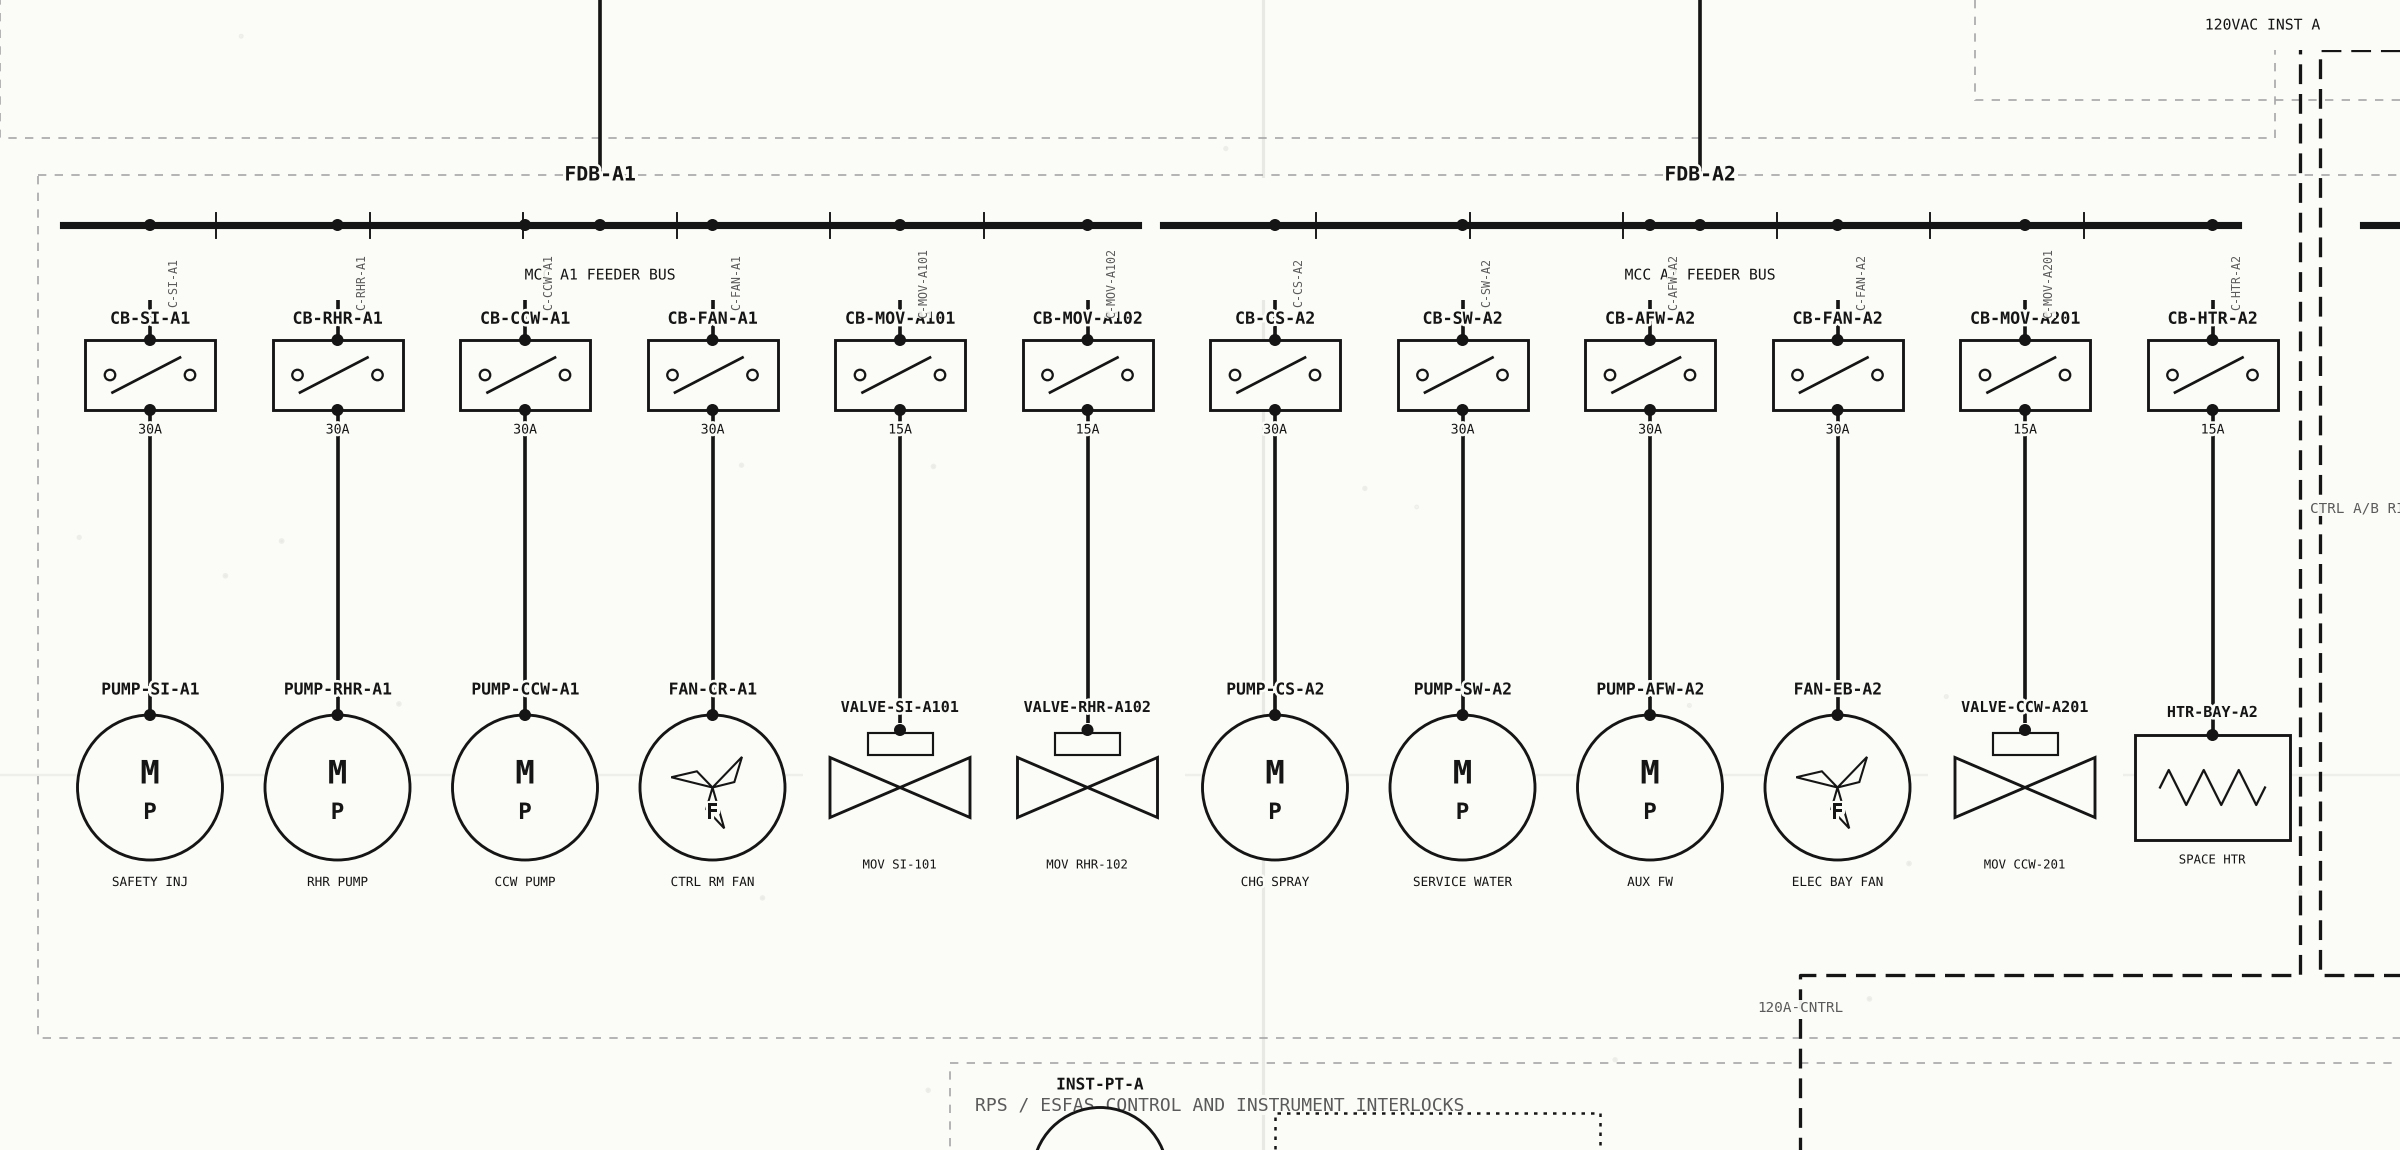 120VAC INST A
FDB-A1
FDB-A2
MCC A1 FEEDER BUS
MCC A2 FEEDER BUS
C-SI-A1
C-RHR-A1
C-CCW-A1
C-FAN-A1
C-MOV-A101
C-MOV-A102
C-CS-A2
C-SW-A2
C-AFW-A2
C-FAN-A2
C-MOV-A201
C-HTR-A2
CB-SI-A1
CB-RHR-A1
CB-CCW-A1
CB-FAN-A1
CB-MOV-A101
CB-MOV-A102
CB-CS-A2
CB-SW-A2
CB-AFW-A2
CB-FAN-A2
CB-MOV-A201
CB-HTR-A2
30A
30A
30A
30A
15A
15A
30A
30A
30A
30A
15A
15A
CTRL A/B
PUMP-SI-A1
PUMP-RHR-A1
PUMP-CCW-A1
FAN-CR-A1
VALVE-SI-A101
VALVE-RHR-A102
PUMP-CS-A2
PUMP-SW-A2
PUMP-AFW-A2
FAN-EB-A2
VALVE-CCW-A201
HTR-BAY-A2
M
P
M
P
M
P
F
M
P
M
P
M
P
F
SAFETY INJ
RHR PUMP
CCW PUMP
CTRL RM FAN
MOV SI-101
MOV RHR-102
CHG SPRAY
SERVICE WATER
AUX FW
ELEC BAY FAN
MOV CCW-201
SPACE HTR
120A-CNTRL
INST-PT-A
RPS / ESFAS CONTROL AND INSTRUMENT INTERLOCKS